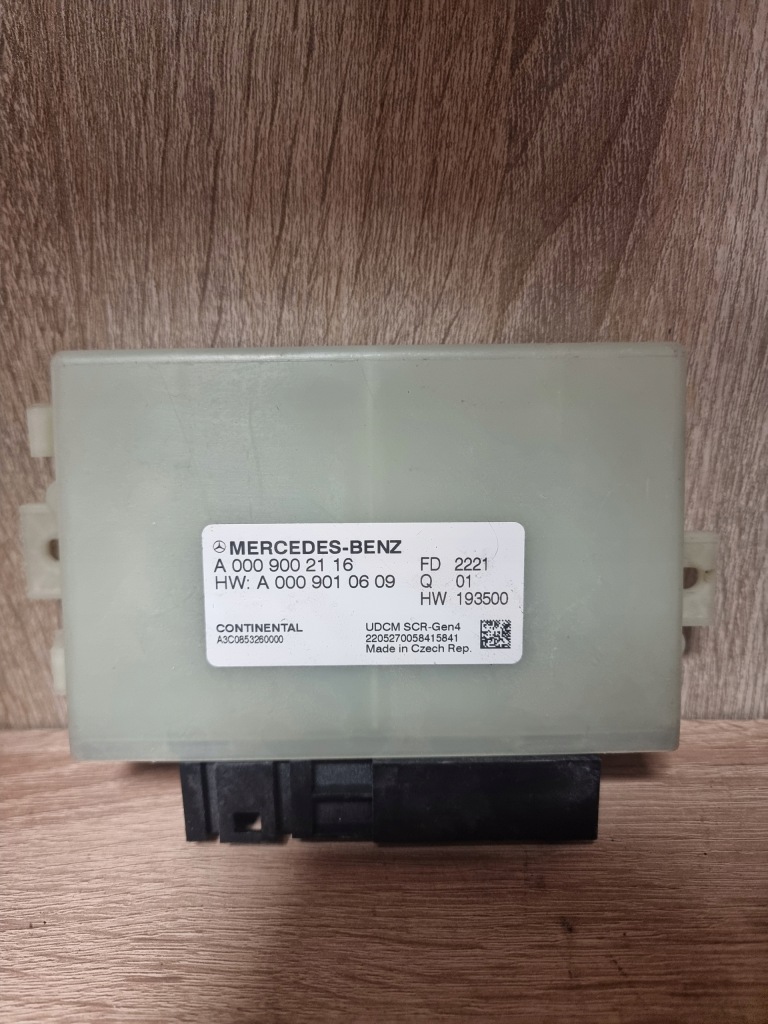 MERCEDES-BENZ
A 000 900 21 16 FD 2221
HW: A 000 901 06 09 Q 01
HW 193500
CONTINENTAL UDCM SCR-Gen4
A3C0853260000 2205270058415841
Made in Czech Rep.